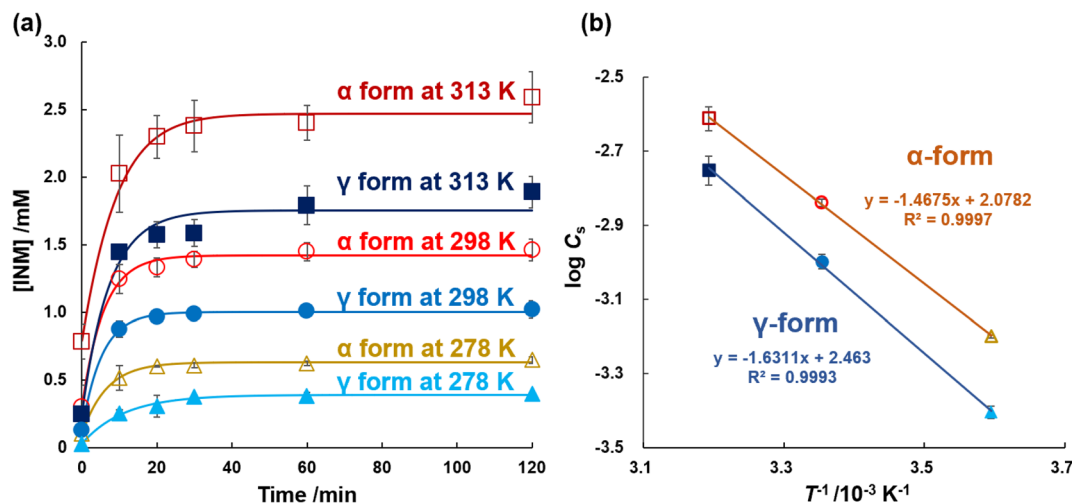 (a)
3.0
2.5
2.0
1.5
1.0
0.5
0
[INM] /mM
α form at 313 K
γ form at 313 K
α form at 298 K
γ form at 298 K
α form at 278 K
γ form at 278 K
0 20 40 60 80 100 120
Time /min
(b)
-2.5
-2.7
-2.9
-3.1
-3.3
-3.5
log Cs
α-form
y = -1.4675x + 2.0782
R² = 0.9997
γ-form
y = -1.6311x + 2.463
R² = 0.9993
3.1 3.3 3.5 3.7
T⁻¹ /10⁻³ K⁻¹